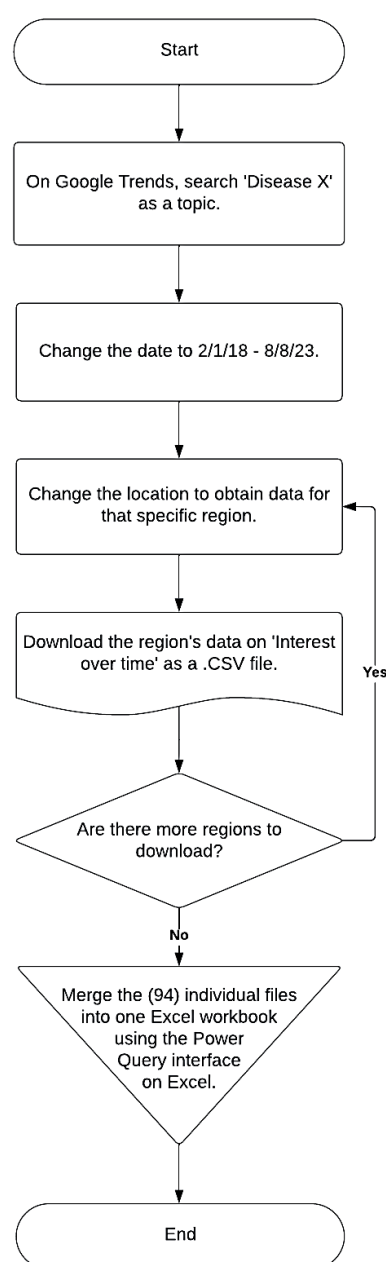 Start
On Google Trends, search 'Disease X'
as a topic.
Change the date to 2/1/18 - 8/8/23.
Change the location to obtain data for
that specific region.
Download the region's data on 'Interest
over time' as a .CSV file.
Yes
Are there more regions to
download?
No
Merge the (94) individual files
into one Excel workbook
using the Power
Query interface
on Excel.
End